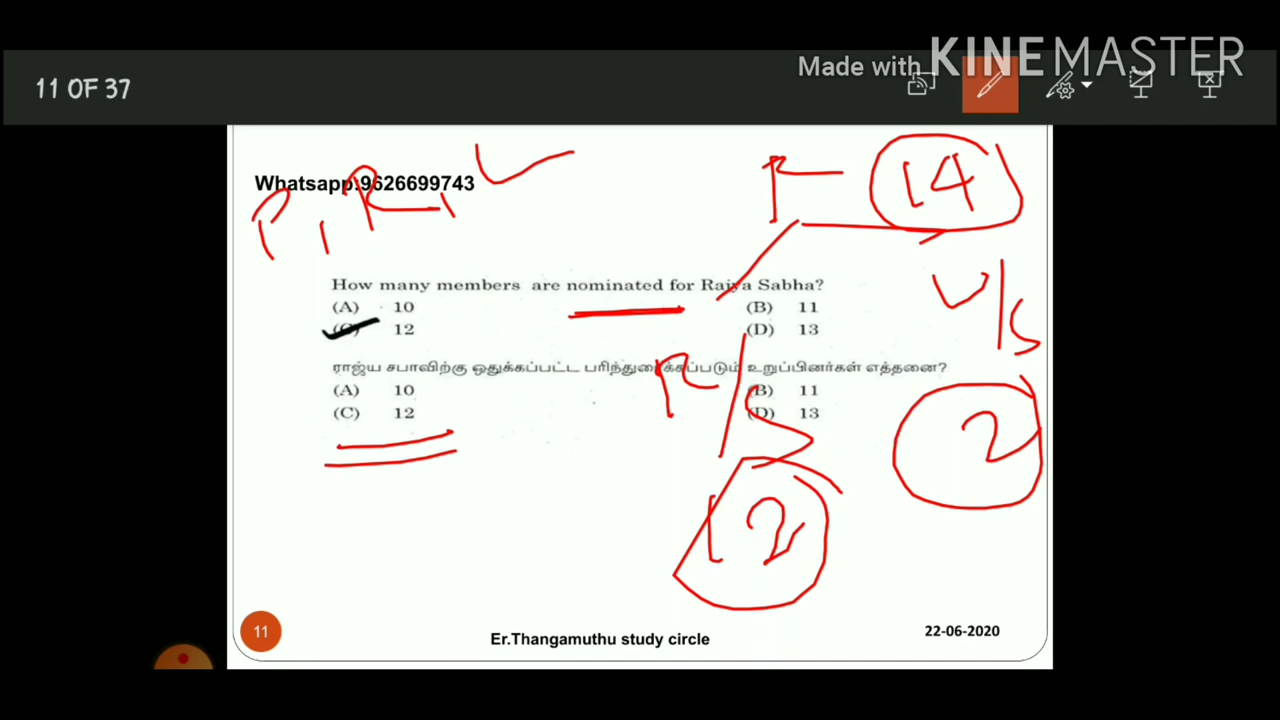 Made with KINEMASTER
11 OF 37
Whatsapp:9626699743
P, R, V
P 14
How many members are nominated for Rajya Sabha?
(A) 10 (B) 11
(C) 12 (D) 13
L/S
ராஜ்ய சபாவிற்கு ஒதுக்கப்பட்ட பரிந்துரைக்கப்படும் உறுப்பினர்கள் எத்தனை?
(A) 10 (B) 11
(C) 12 (D) 13
R/S
2
12
11
Er.Thangamuthu study circle
22-06-2020